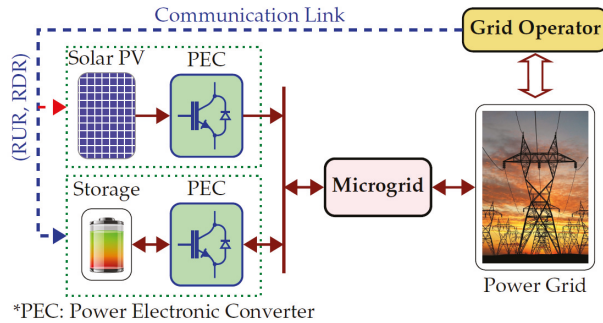 Communication Link
Grid Operator
Solar PV
PEC
(RUR, RDR)
Storage
PEC
Microgrid
Power Grid
*PEC: Power Electronic Converter